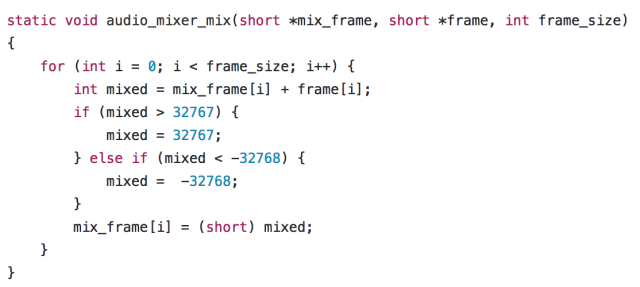 static void audio_mixer_mix(short *mix_frame, short *frame, int frame_size)
{
    for (int i = 0; i < frame_size; i++) {
        int mixed = mix_frame[i] + frame[i];
        if (mixed > 32767) {
            mixed = 32767;
        } else if (mixed < -32768) {
            mixed =  -32768;
        }
        mix_frame[i] = (short) mixed;
    }
}